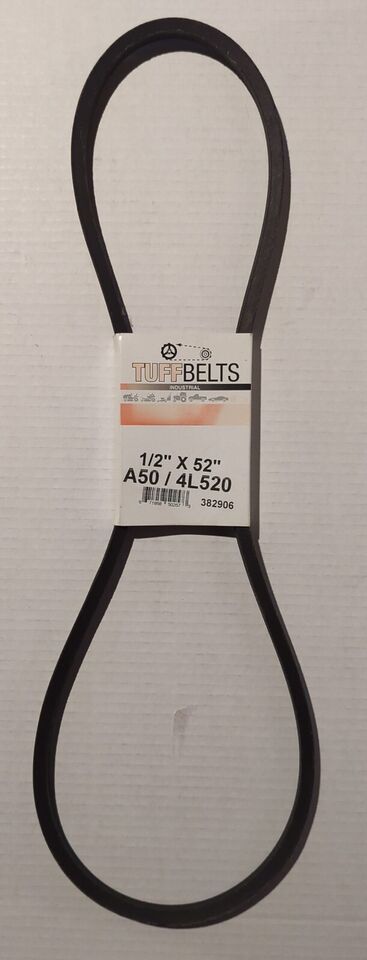 TUFFBELTS
INDUSTRIAL
1/2" X 52"
A50 / 4L520
382906